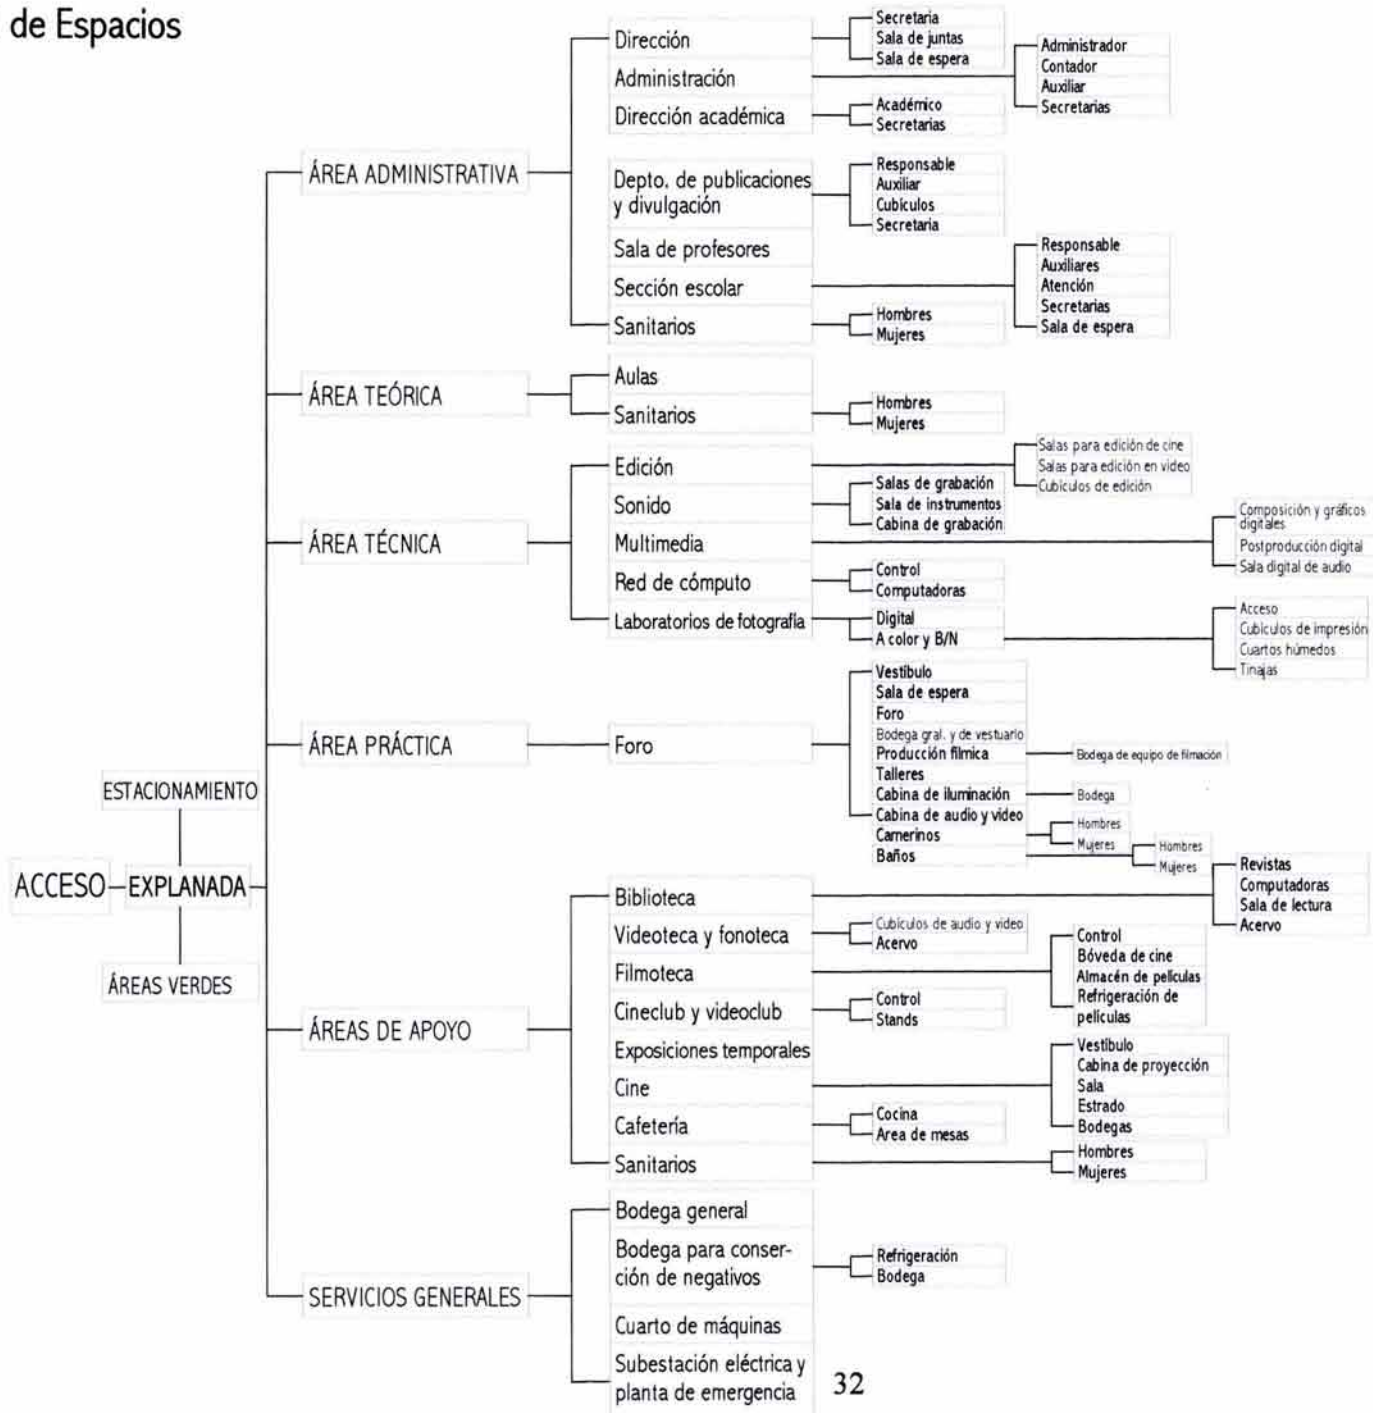 de Espacios
ACCESO
EXPLANADA
ESTACIONAMIENTO
ÁREAS VERDES
ÁREA ADMINISTRATIVA
Dirección
Secretaria
Sala de juntas
Sala de espera
Administración
Administrador
Contador
Auxiliar
Secretarias
Dirección académica
Académico
Secretarias
Depto. de publicaciones
y divulgación
Responsable
Auxiliar
Cubículos
Secretaria
Sala de profesores
Sección escolar
Responsable
Auxiliares
Atención
Secretarias
Sala de espera
Sanitarios
Hombres
Mujeres
ÁREA TEÓRICA
Aulas
Sanitarios
Hombres
Mujeres
ÁREA TÉCNICA
Edición
Salas para edición de cine
Salas para edición en video
Cubículos de edición
Sonido
Salas de grabación
Sala de instrumentos
Cabina de grabación
Multimedia
Composición y gráficos
digitales
Postproducción digital
Sala digital de audio
Red de cómputo
Control
Computadoras
Laboratorios de fotografía
Digital
A color y B/N
Acceso
Cubículos de impresión
Cuartos húmedos
Tinajas
ÁREA PRÁCTICA
Foro
Vestíbulo
Sala de espera
Foro
Bodega gral. y de vestuario
Producción fílmica
Bodega de equipo de filmación
Talleres
Cabina de iluminación
Bodega
Cabina de audio y video
Camerinos
Hombres
Mujeres
Baños
Hombres
Mujeres
ÁREAS DE APOYO
Biblioteca
Revistas
Computadoras
Sala de lectura
Acervo
Videoteca y fonoteca
Cubículos de audio y video
Acervo
Filmoteca
Control
Bóveda de cine
Almacén de películas
Refrigeración de
películas
Cineclub y videoclub
Control
Stands
Exposiciones temporales
Cine
Vestíbulo
Cabina de proyección
Sala
Estrado
Bodegas
Cafetería
Cocina
Area de mesas
Sanitarios
Hombres
Mujeres
SERVICIOS GENERALES
Bodega general
Bodega para conser-
ción de negativos
Refrigeración
Bodega
Cuarto de máquinas
Subestación eléctrica y
planta de emergencia
32